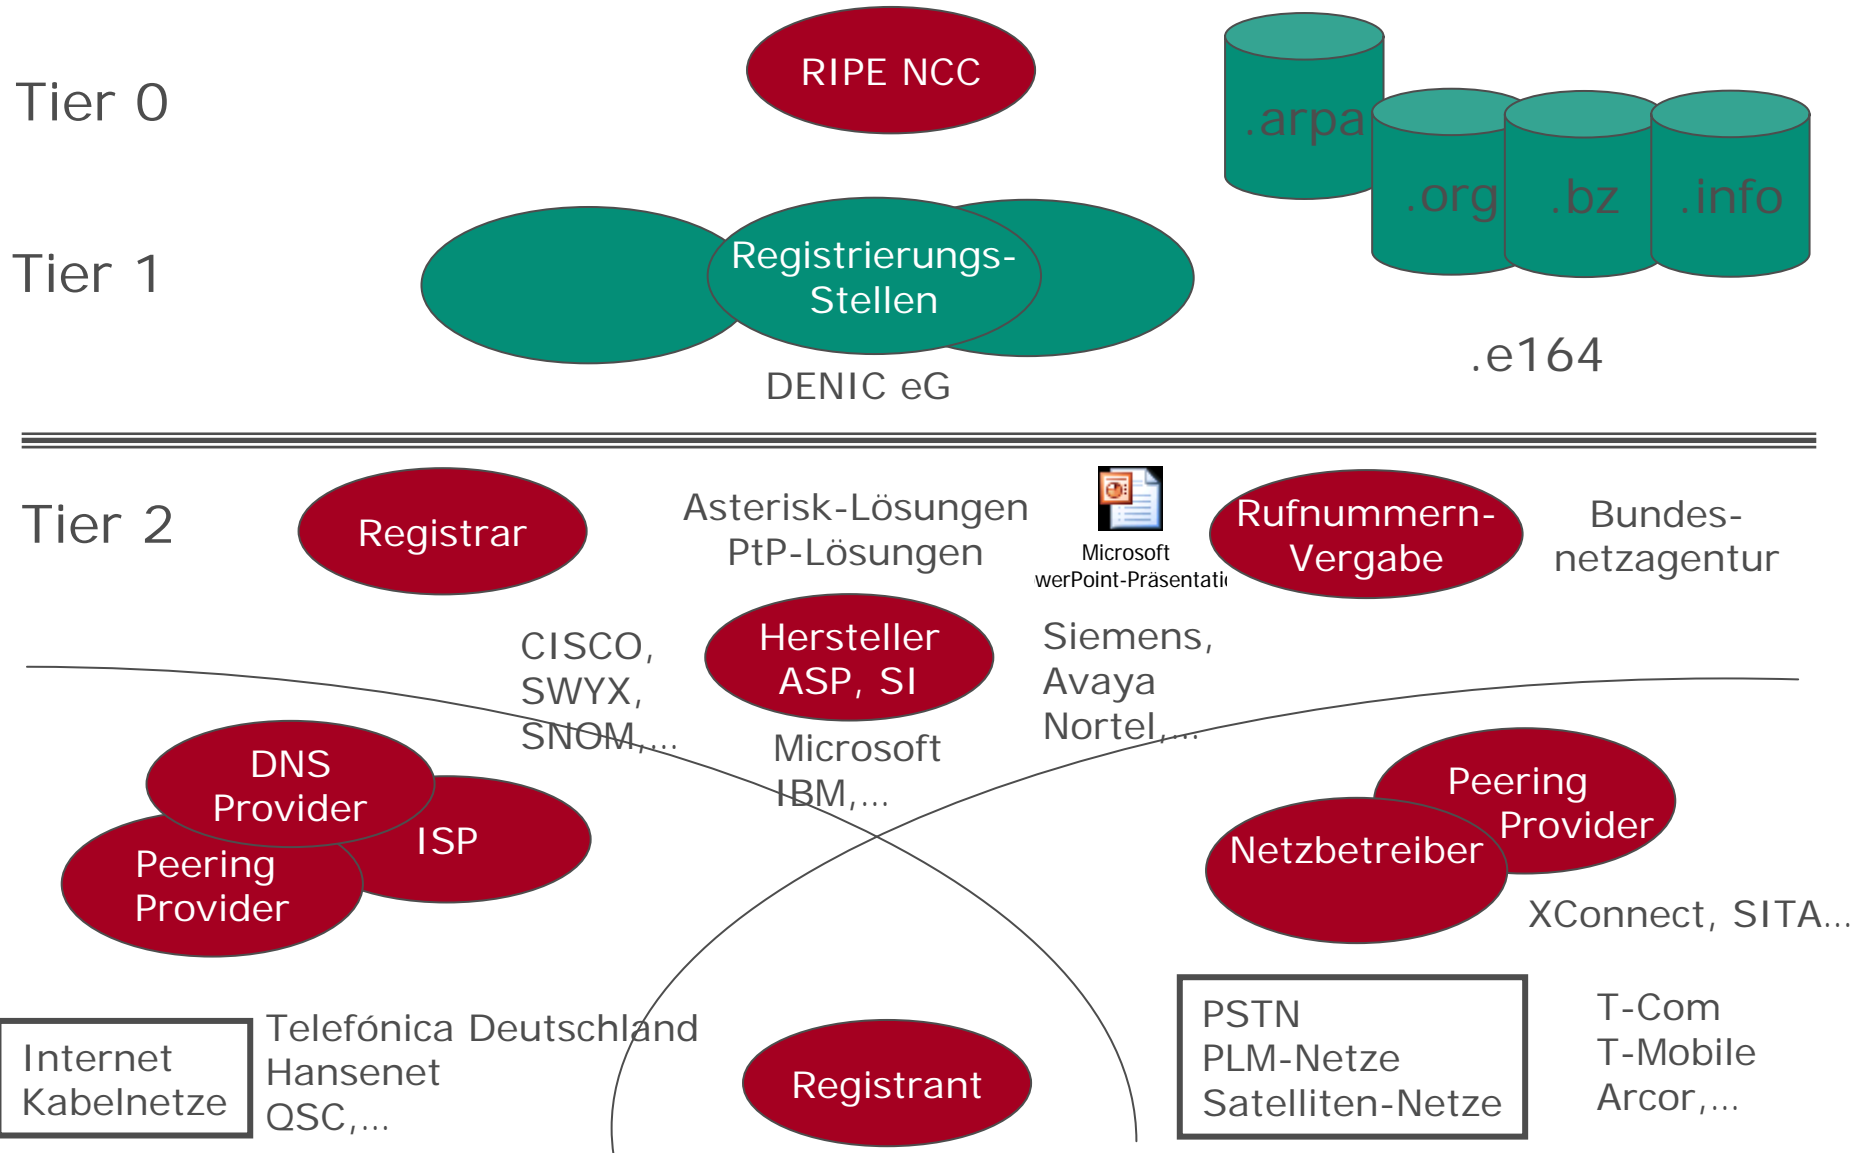 Tier 0
RIPE NCC
.arpa
.org
.bz
.info
Tier 1
Registrierungs-
Stellen
DENIC eG
.e164
Tier 2
Registrar
Asterisk-Lösungen
PtP-Lösungen
Microsoft
werPoint-Präsentati
Rufnummern-
Vergabe
Bundes-
netzagentur
CISCO,
SWYX,
SNOM,...
Hersteller
ASP, SI
Siemens,
Avaya
Nortel,...
Microsoft
IBM,...
DNS
Provider
ISP
Peering
Provider
Peering
Provider
Netzbetreiber
XConnect, SITA...
Internet
Kabelnetze
Telefónica Deutschland
Hansenet
QSC,...
Registrant
PSTN
PLM-Netze
Satelliten-Netze
T-Com
T-Mobile
Arcor,...